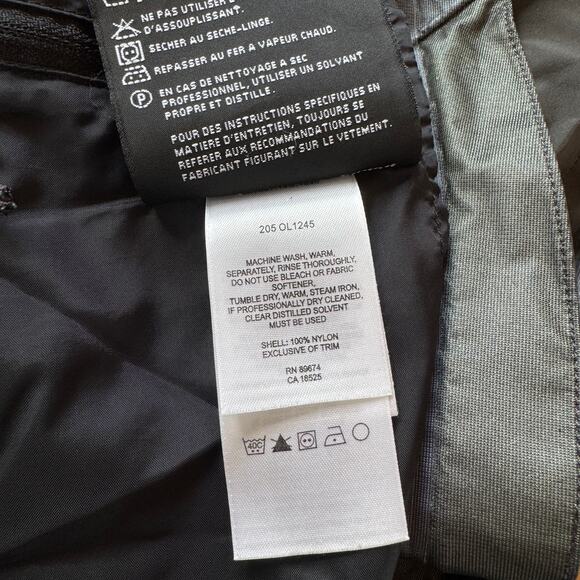 NE PAS UTILISER D
D'ASSOUPLISSANT.
SECHER AU SECHE-LINGE.
REPASSER AU FER A VAPEUR CHAUD.
P
EN CAS DE NETTOYAGE A SEC
PROFESSIONNEL, UTILISER UN SOLVANT
PROPRE ET DISTILLE.
POUR DES INSTRUCTIONS SPECIFIQUES EN
MATIERE D'ENTRETIEN, TOUJOURS SE
REFERER AUX RECOMMANDATIONS DU
FABRICANT FIGURANT SUR LE VETEMENT.
205 OL1245
MACHINE WASH, WARM,
SEPARATELY, RINSE THOROUGHLY.
DO NOT USE BLEACH OR FABRIC
SOFTENER,
TUMBLE DRY, WARM, STEAM IRON,
IF PROFESSIONALLY DRY CLEANED,
CLEAR DISTILLED SOLVENT
MUST BE USED
SHELL: 100% NYLON
EXCLUSIVE OF TRIM
RN 89674
CA 16525
40C